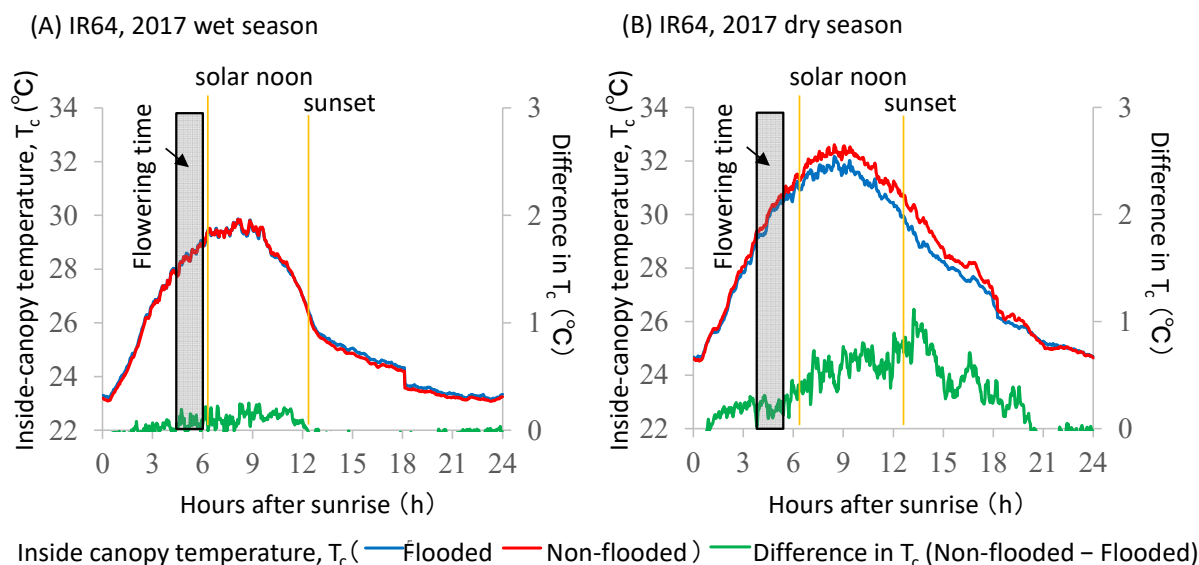 (A) IR64, 2017 wet season
(B) IR64, 2017 dry season
Inside-canopy temperature, Tc (℃)
34
32
30
28
26
24
22
Flowering time
solar noon
sunset
3
2
1
0
Difference in Tc (℃)
0 3 6 9 12 15 18 21 24
Hours after sunrise（h）
Inside-canopy temperature, Tc (℃)
34
32
30
28
26
24
22
Flowering time
solar noon
sunset
3
2
1
0
Difference in Tc (℃)
0 3 6 9 12 15 18 21 24
Hours after sunrise（h）
Inside canopy temperature, Tc（ Flooded Non-flooded ） Difference in Tc (Non-flooded – Flooded)